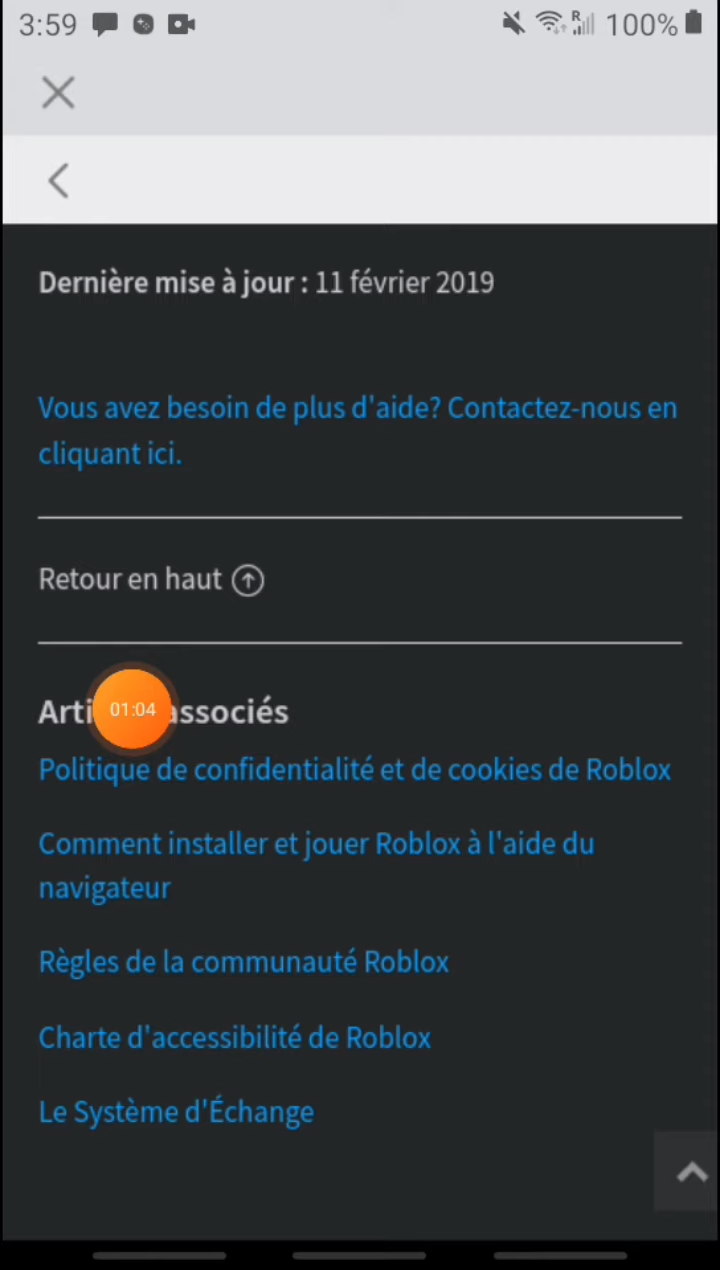 3:59
R
100%
Dernière mise à jour : 11 février 2019
Vous avez besoin de plus d'aide? Contactez-nous en
cliquant ici.
Retour en haut
01:04
associés
Politique de confidentialité et de cookies de Roblox
Comment installer et jouer Roblox à l'aide du
navigateur
Règles de la communauté Roblox
Charte d'accessibilité de Roblox
Le Système d'Échange